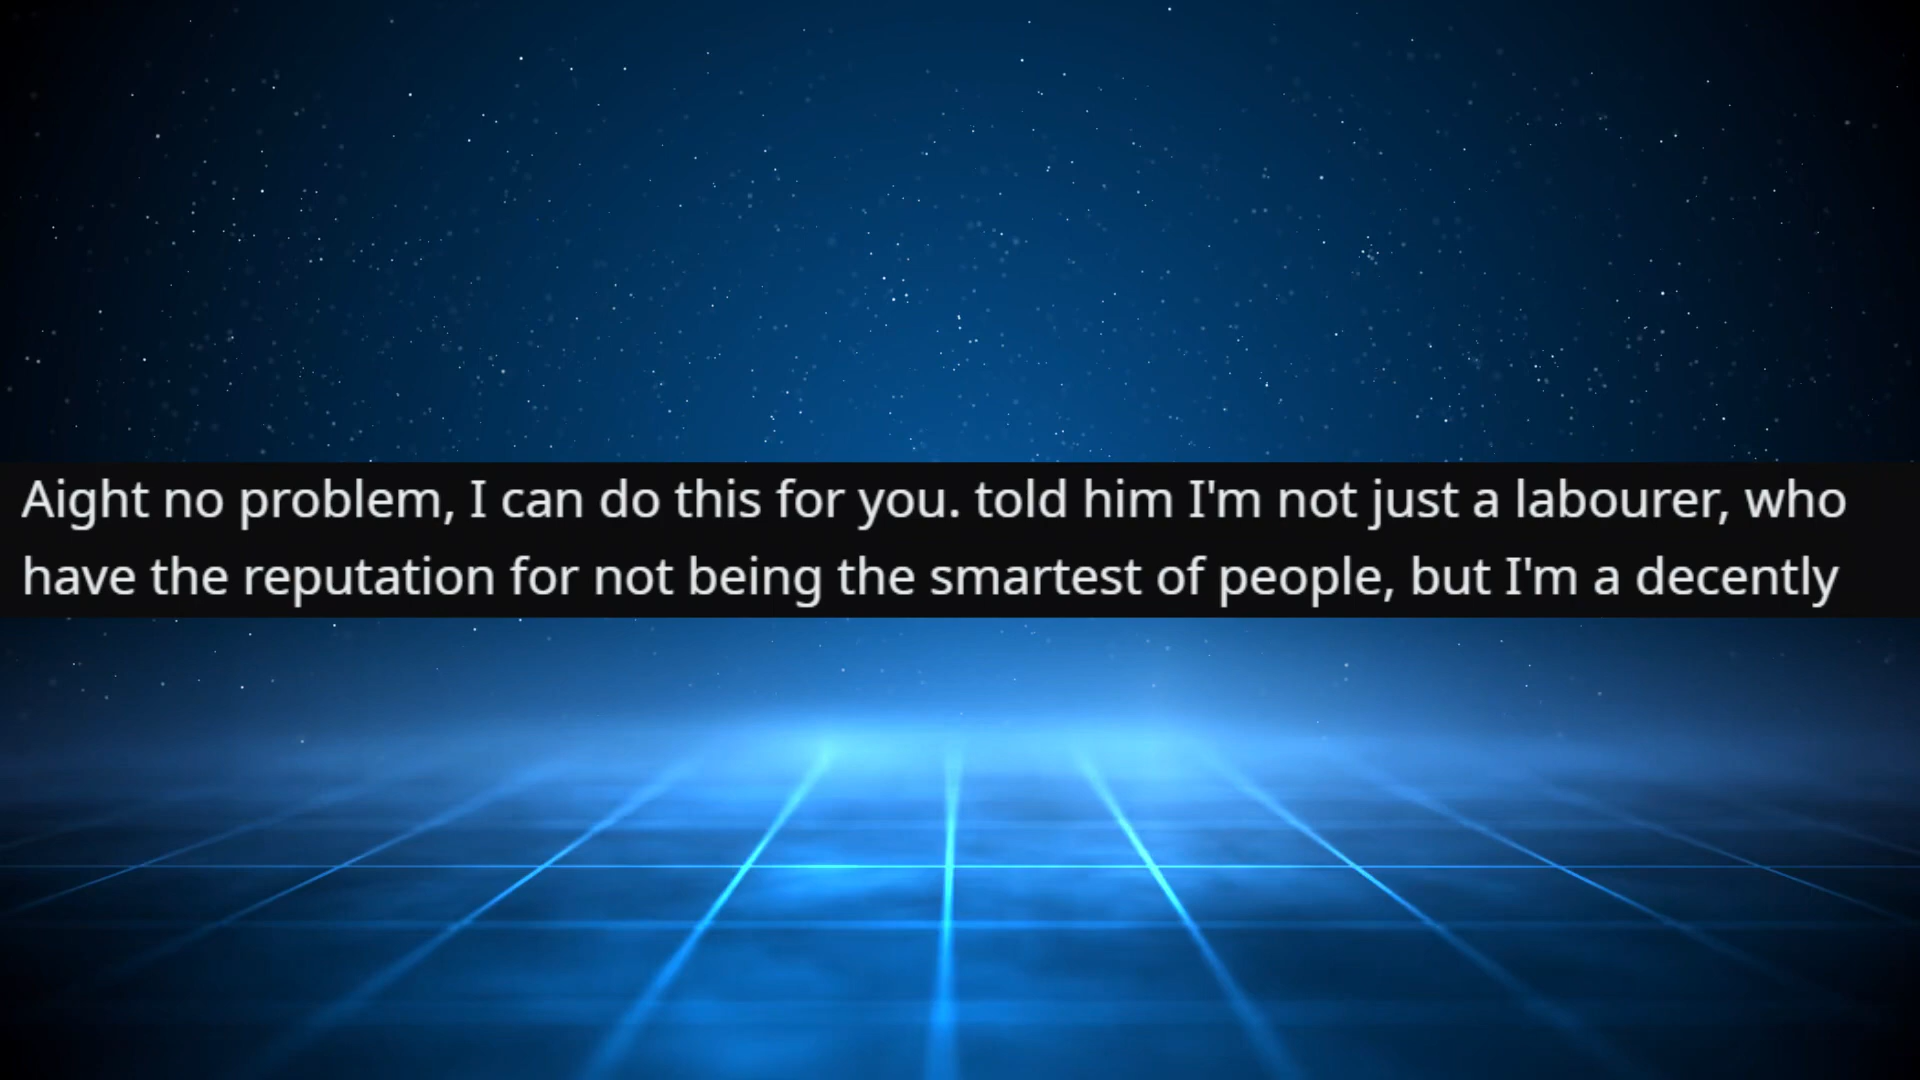 Aight no problem, I can do this for you. told him I'm not just a labourer, who
have the reputation for not being the smartest of people, but I'm a decently